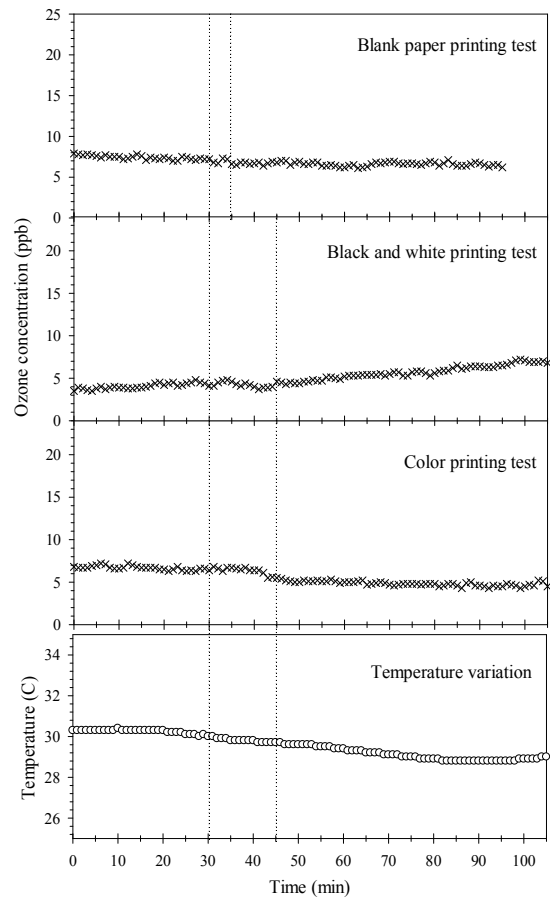 25
20
15
10
5
0
Blank paper printing test
20
15
10
5
0
Black and white printing test
20
15
10
5
0
Color printing test
Ozone concentration (ppb)
34
32
30
28
26
Temperature variation
Temperature (C)
0 10 20 30 40 50 60 70 80 90 100
Time (min)